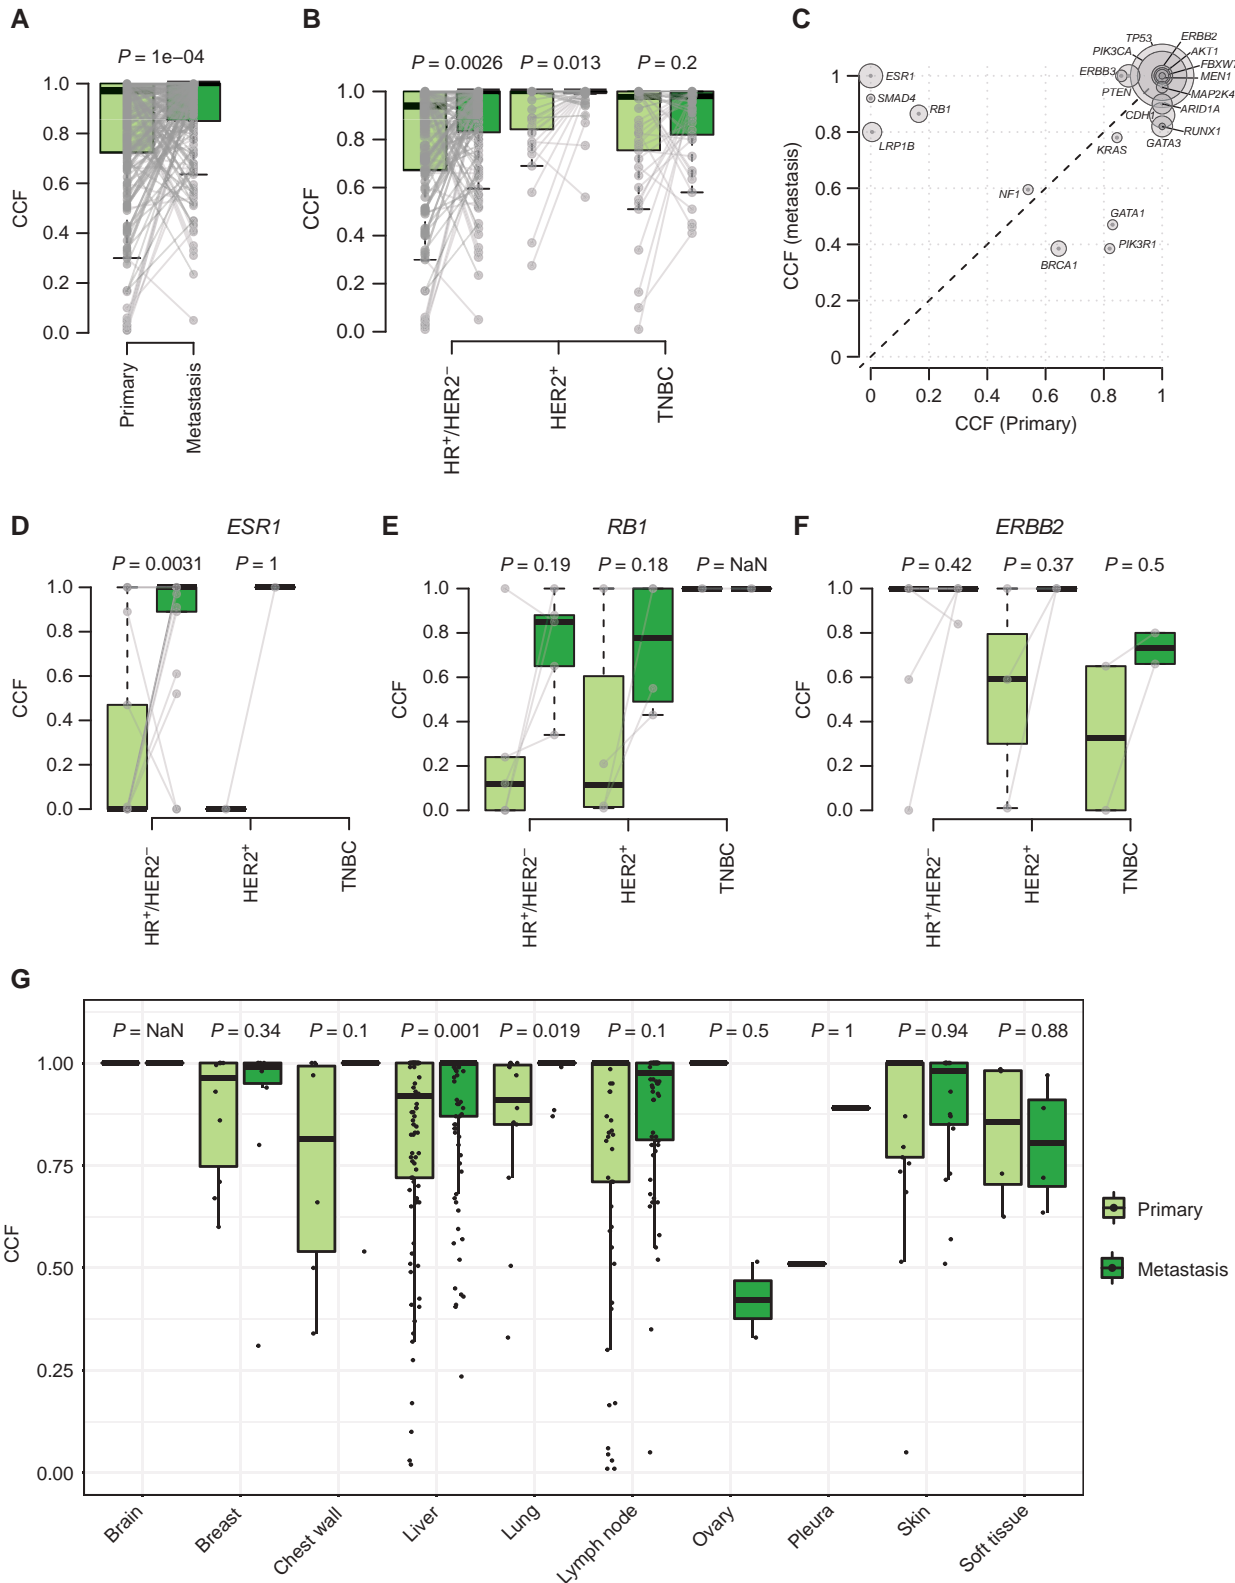 A
P = 1e−04
CCF
1.0
0.8
0.6
0.4
0.2
0.0
Primary
Metastasis
B
P = 0.0026
P = 0.013
P = 0.2
CCF
1.0
0.8
0.6
0.4
0.2
0.0
HR+/HER2−
HER2+
TNBC
C
CCF (metastasis)
1
0.8
0.6
0.4
0.2
0
0
0.2
0.4
0.6
0.8
1
CCF (Primary)
TP53
ERBB2
PIK3CA
AKT1
ERBB3
FBXW7
MEN1
PTEN
MAP2K4
CDH1
ARID1A
RUNX1
GATA3
KRAS
ESR1
SMAD4
RB1
LRP1B
NF1
GATA1
PIK3R1
BRCA1
D
ESR1
P = 0.0031
P = 1
CCF
1.0
0.8
0.6
0.4
0.2
0.0
HR+/HER2−
HER2+
TNBC
E
RB1
P = 0.19
P = 0.18
P = NaN
CCF
1.0
0.8
0.6
0.4
0.2
0.0
HR+/HER2−
HER2+
TNBC
F
ERBB2
P = 0.42
P = 0.37
P = 0.5
CCF
1.0
0.8
0.6
0.4
0.2
0.0
HR+/HER2−
HER2+
TNBC
G
P = NaN
P = 0.34
P = 0.1
P = 0.001
P = 0.019
P = 0.1
P = 0.5
P = 1
P = 0.94
P = 0.88
CCF
1.00
0.75
0.50
0.25
0.00
Brain
Breast
Chest wall
Liver
Lung
Lymph node
Ovary
Pleura
Skin
Soft tissue
Primary
Metastasis